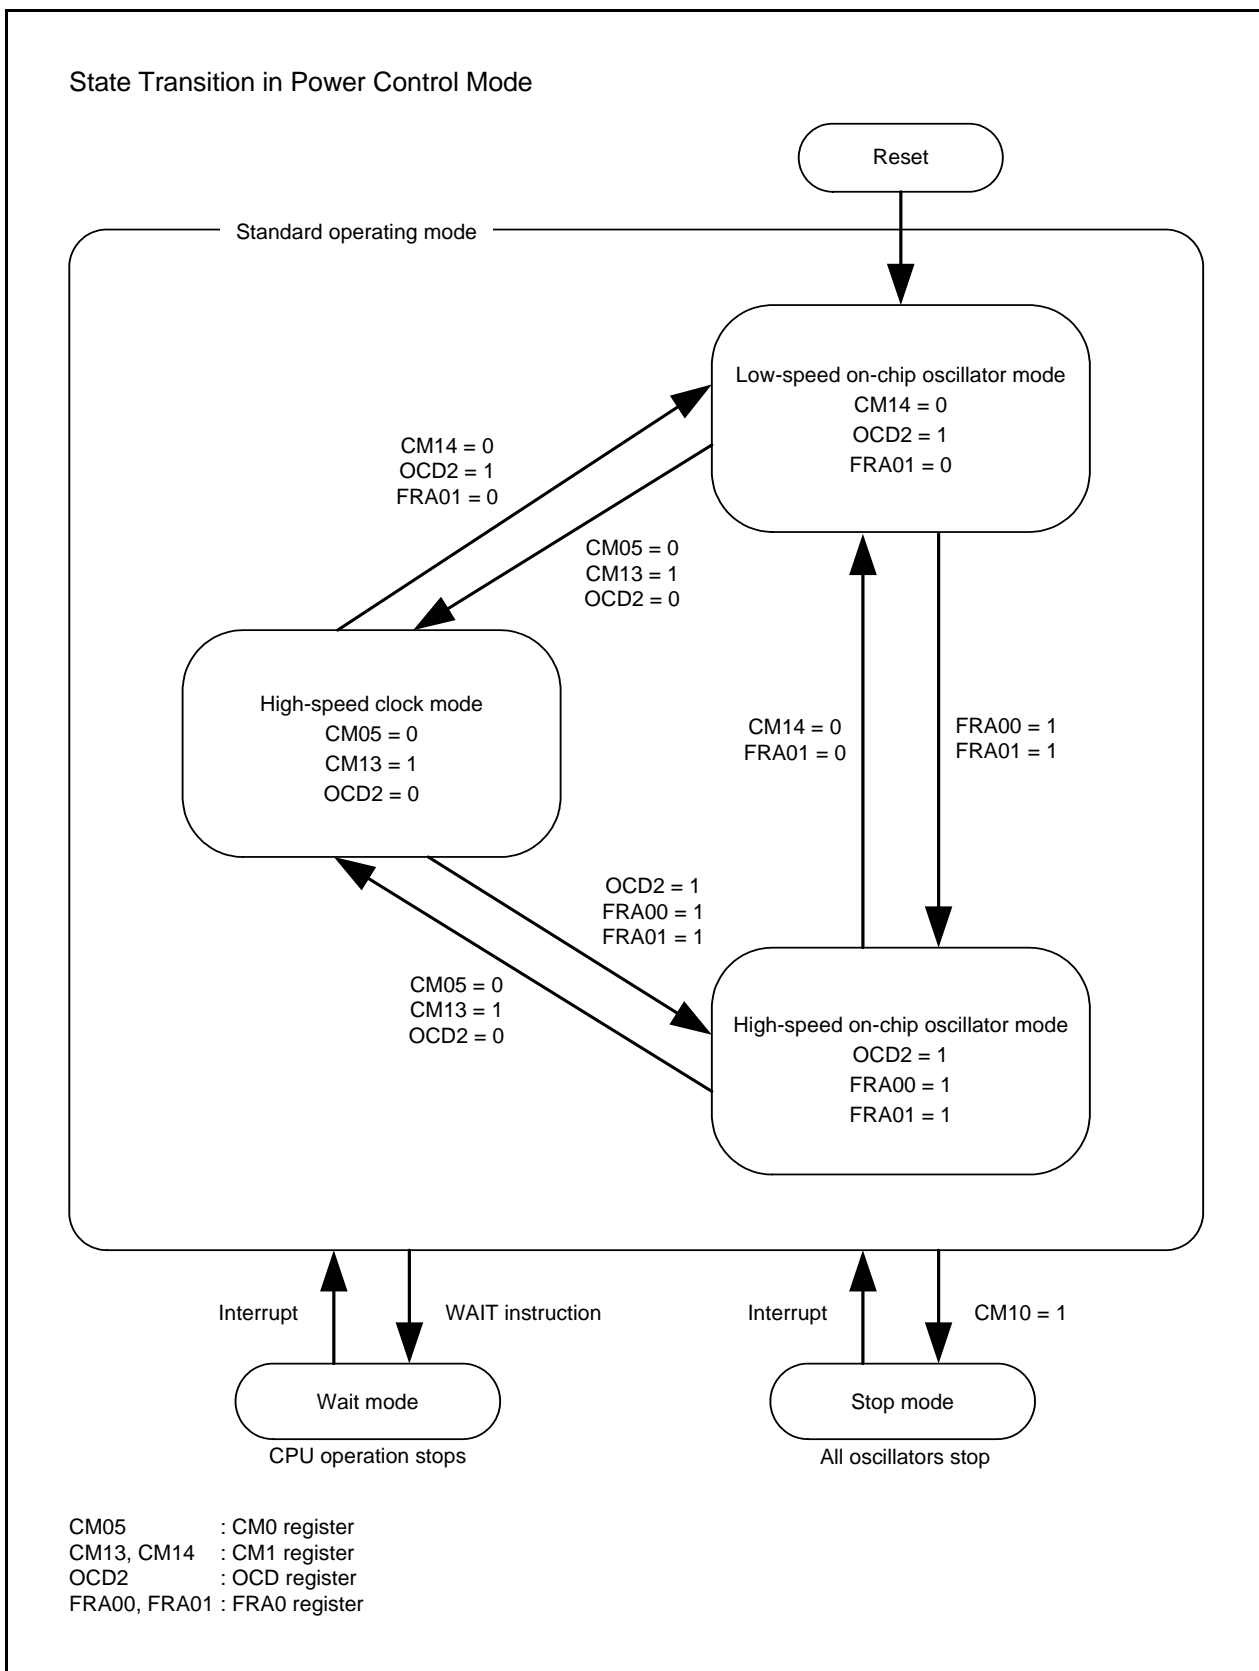 State Transition in Power Control Mode
Reset
Standard operating mode
Low-speed on-chip oscillator mode
CM14 = 0
OCD2 = 1
FRA01 = 0
CM14 = 0
OCD2 = 1
FRA01 = 0
CM05 = 0
CM13 = 1
OCD2 = 0
High-speed clock mode
CM05 = 0
CM13 = 1
OCD2 = 0
CM14 = 0
FRA01 = 0
FRA00 = 1
FRA01 = 1
OCD2 = 1
FRA00 = 1
FRA01 = 1
CM05 = 0
CM13 = 1
OCD2 = 0
High-speed on-chip oscillator mode
OCD2 = 1
FRA00 = 1
FRA01 = 1
Interrupt
WAIT instruction
Interrupt
CM10 = 1
Wait mode
Stop mode
CPU operation stops
All oscillators stop
CM05 : CM0 register
CM13, CM14 : CM1 register
OCD2 : OCD register
FRA00, FRA01 : FRA0 register